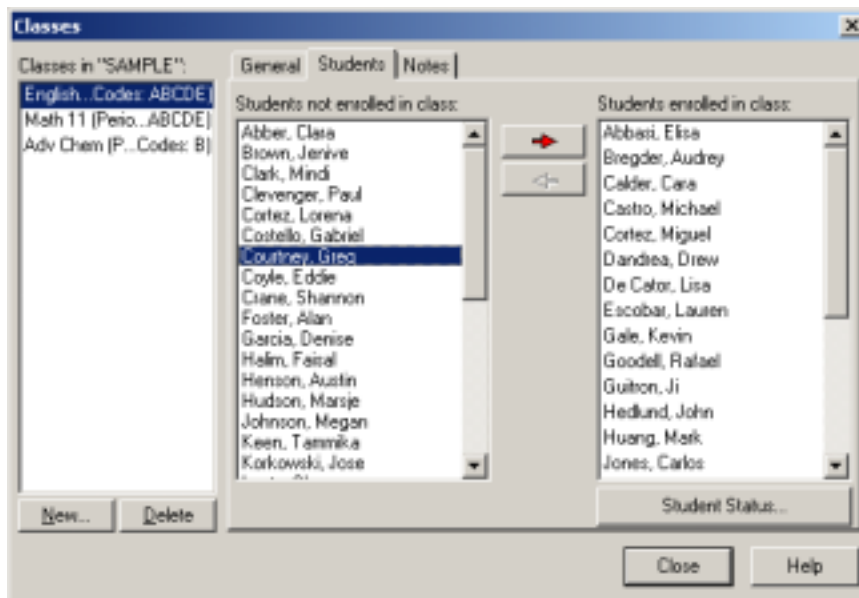 Classes
Classes in "SAMPLE":
English...Codes: ABCDE)
Math 11 (Perio...ABCDE)
Adv Chem (P...Codes: B)
New...
Delete
General
Students
Notes
Students not enrolled in class:
Abber, Clara
Brown, Jenive
Clark, Mindi
Clevenger, Paul
Cortez, Lorena
Costello, Gabriel
Courtney, Greg
Coyle, Eddie
Crane, Shannon
Foster, Alan
Garcia, Denise
Halim, Faisal
Henson, Austin
Hudson, Marsje
Johnson, Megan
Keen, Tammika
Korkowski, Jose
Students enrolled in class:
Abbasi, Elisa
Bregder, Audrey
Calder, Cara
Castro, Michael
Cortez, Miguel
Dandrea, Drew
De Cator, Lisa
Escobar, Lauren
Gale, Kevin
Goodell, Rafael
Guitron, Ji
Hedlund, John
Huang, Mark
Jones, Carlos
Student Status...
Close
Help